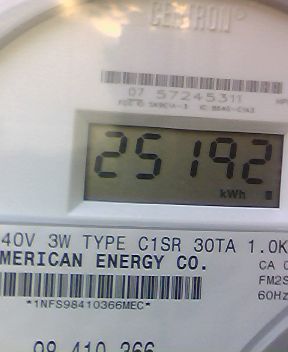 CENTRON®
07 57245311
25192
kWh
40V 3W TYPE C1SR 30TA 1.0K
MERICAN ENERGY CO.
CA 0
FM2S
60Hz
*1NFS98410366MEC*
98 410 366